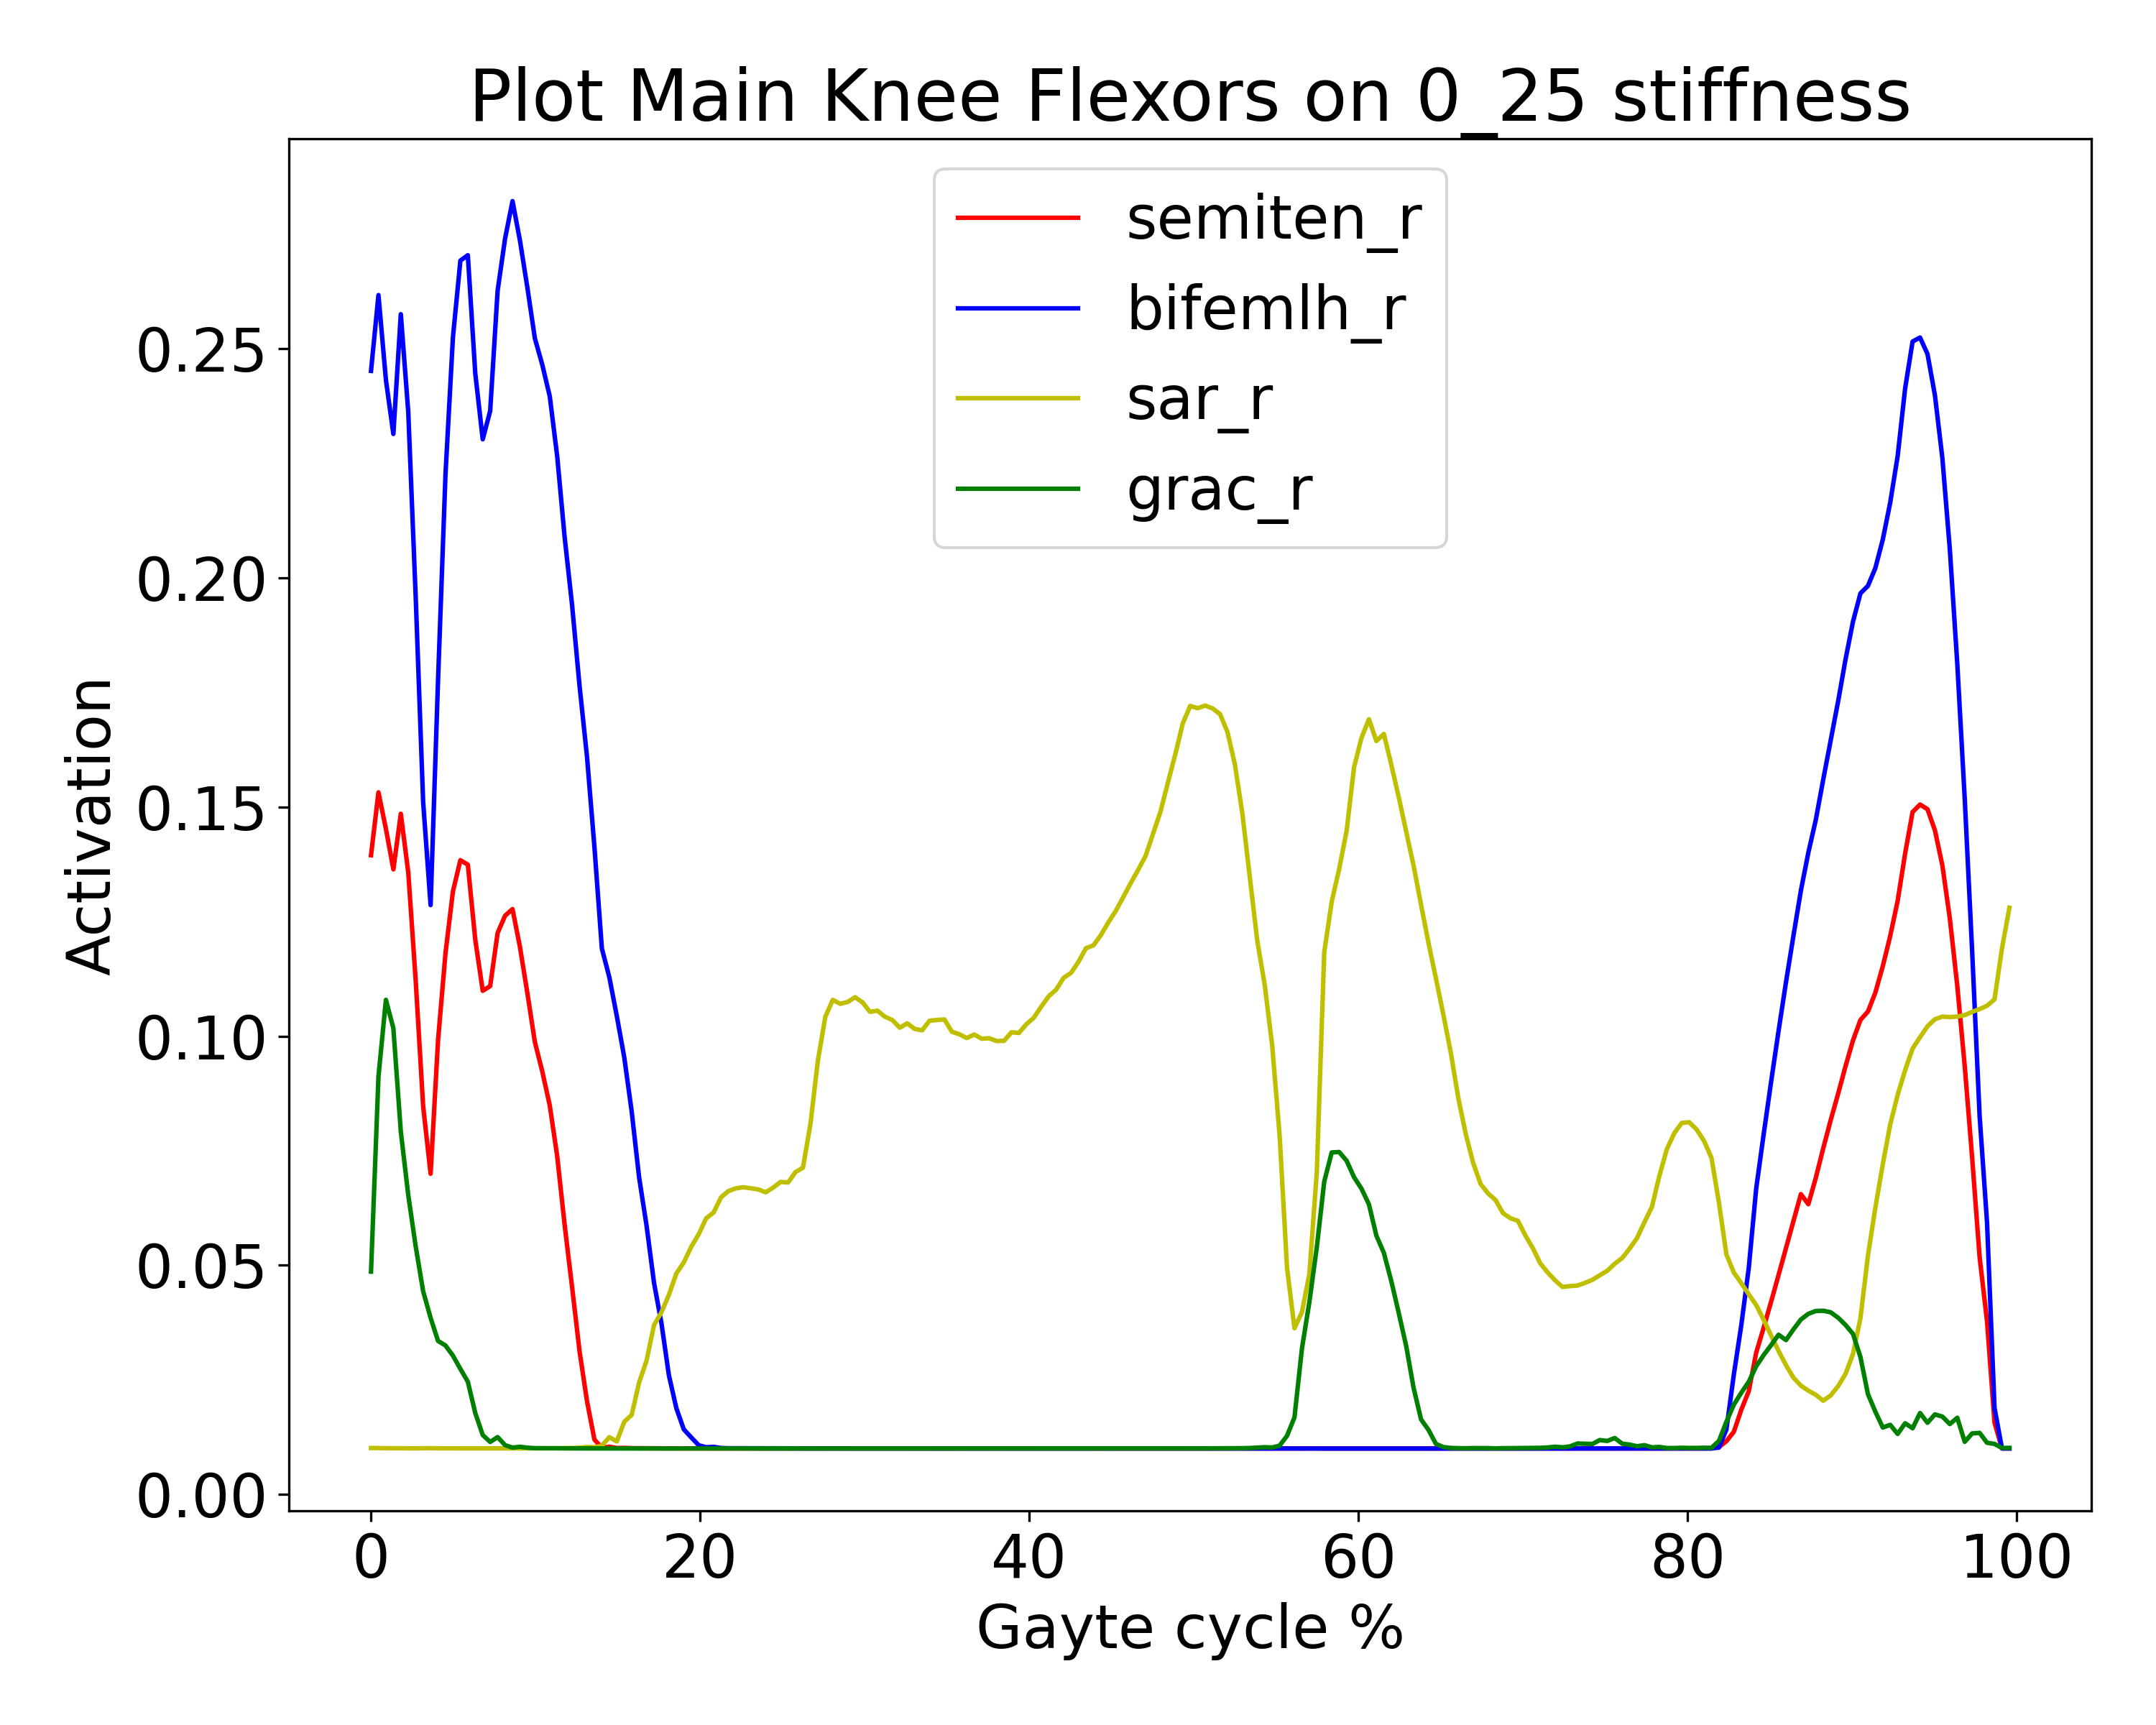 Plot Main Knee Flexors on 0_25 stiffness
semiten_r
bifemlh_r
sar_r
grac_r
0.25
0.20
0.15
0.10
0.05
0.00
Activation
0 20 40 60 80 100
Gayte cycle %